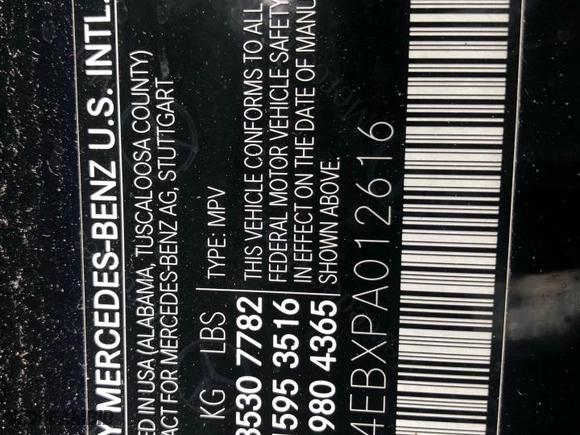 Y MERCEDES-BENZ U.S. INTL.
ED IN USA (ALABAMA, TUSCALOOSA COUNTY)
ACT FOR MERCEDES-BENZ AG, STUTTGART
KG LBS TYPE: MPV
3530 7782 THIS VEHICLE CONFORMS TO ALL
1595 3516 FEDERAL MOTOR VEHICLE SAFETY
1980 4365 IN EFFECT ON THE DATE OF MANU
SHOWN ABOVE.
4EBXPA012616